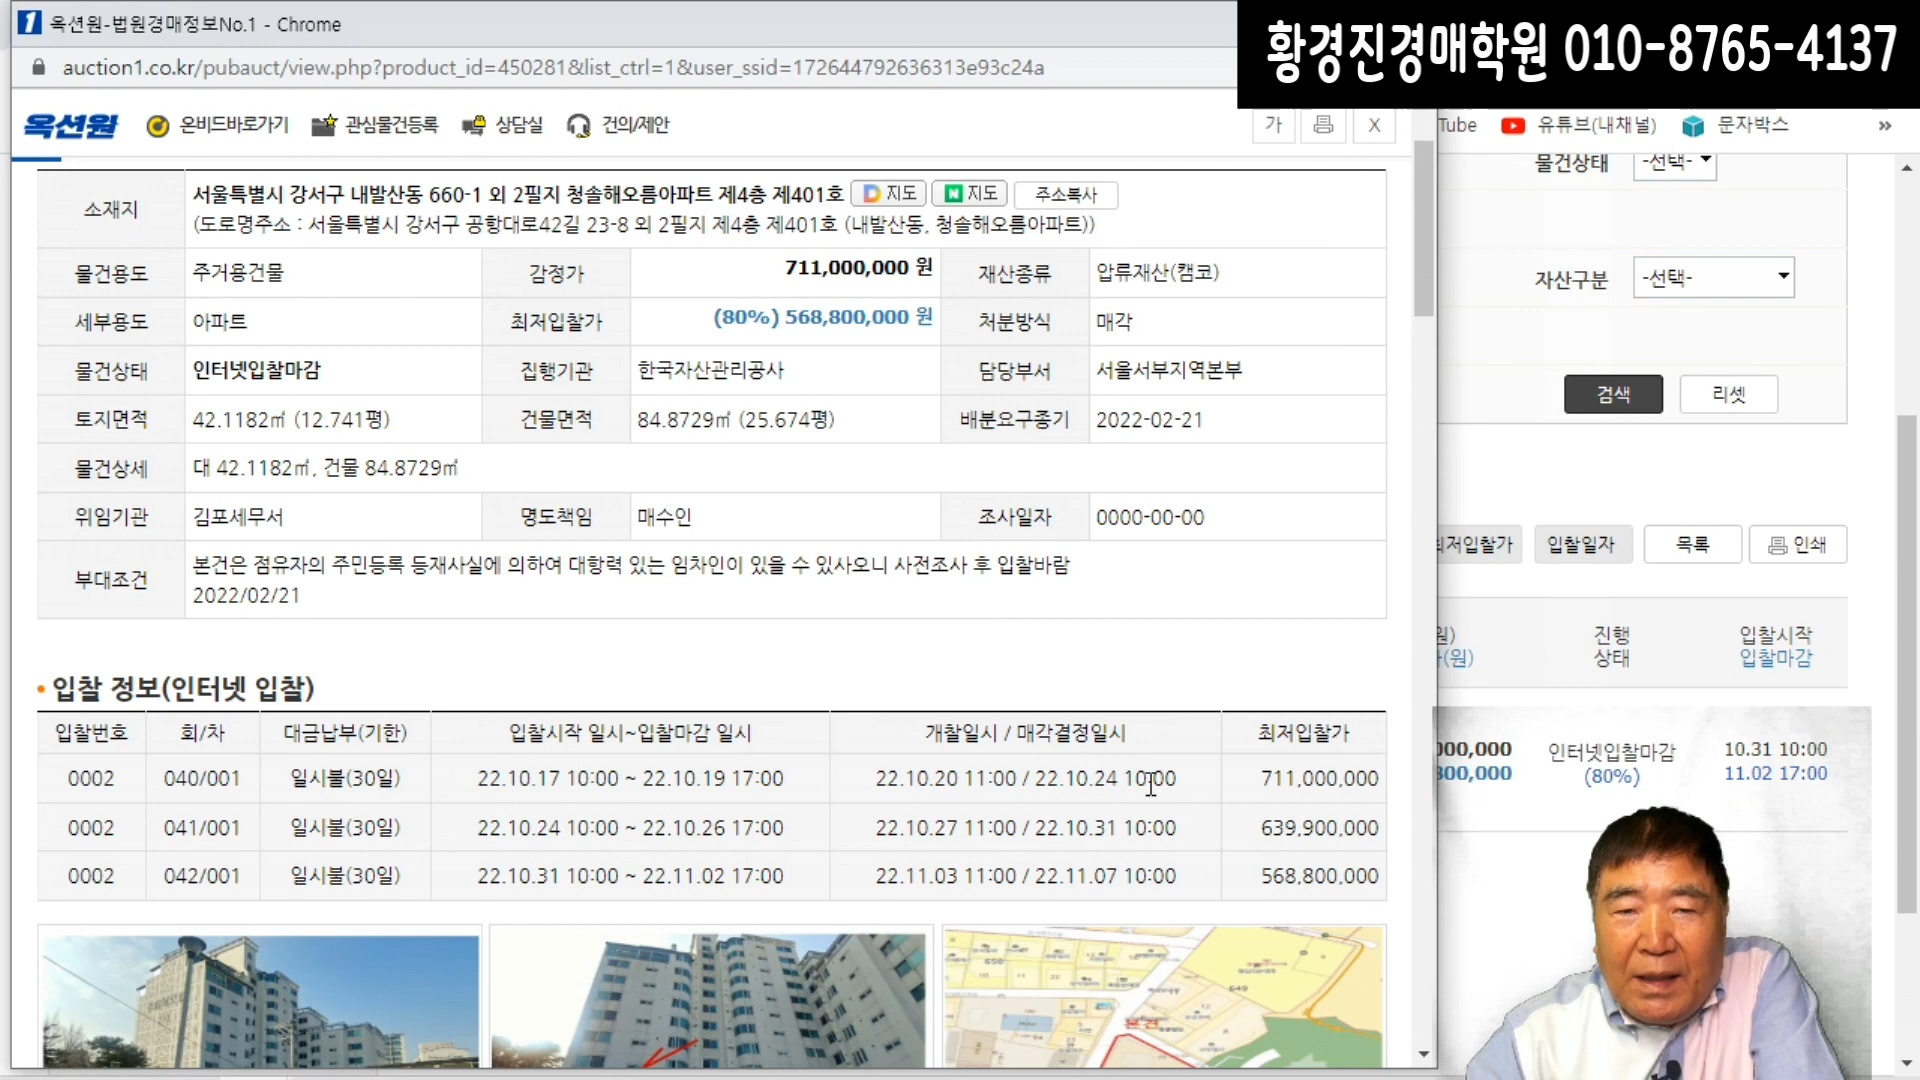 옥션원-법원경매정보No.1 - Chrome
황경진경매학원 010-8765-4137
auction1.co.kr/pubauct/view.php?product_id=450281&list_ctrl=1&user_ssid=172644792636313e93c24a
옥션원 온비드바로가기 관심물건등록 상담실 건의/제안 가 X
Tube 유튜브(내채널) 문자박스 »
물건상태 -선택-
소재지 서울특별시 강서구 내발산동 660-1 외 2필지 청솔해오름아파트 제4층 제401호 D 지도 N 지도 주소복사
(도로명주소 : 서울특별시 강서구 공항대로42길 23-8 외 2필지 제4층 제401호 (내발산동, 청솔해오름아파트))
물건용도 주거용건물 감정가 711,000,000 원 재산종류 압류재산(캠코)
자산구분 -선택-
세부용도 아파트 최저입찰가 (80%) 568,800,000 원 처분방식 매각
물건상태 인터넷입찰마감 집행기관 한국자산관리공사 담당부서 서울서부지역본부
검색 리셋
토지면적 42.1182㎡ (12.741평) 건물면적 84.8729㎡ (25.674평) 배분요구종기 2022-02-21
물건상세 대 42.1182㎡, 건물 84.8729㎡
위임기관 김포세무서 명도책임 매수인 조사일자 0000-00-00
최저입찰가 입찰일자 목록 인쇄
부대조건 본건은 점유자의 주민등록 등재사실에 의하여 대항력 있는 임차인이 있을 수 있사오니 사전조사 후 입찰바람
2022/02/21
원) 진행 입찰시작
(원) 상태 입찰마감
• 입찰 정보(인터넷 입찰)
입찰번호 회/차 대금납부(기한) 입찰시작 일시~입찰마감 일시 개찰일시 / 매각결정일시 최저입찰가
0002 040/001 일시불(30일) 22.10.17 10:00 ~ 22.10.19 17:00 22.10.20 11:00 / 22.10.24 10:00 711,000,000
0002 041/001 일시불(30일) 22.10.24 10:00 ~ 22.10.26 17:00 22.10.27 11:00 / 22.10.31 10:00 639,900,000
0002 042/001 일시불(30일) 22.10.31 10:00 ~ 22.11.02 17:00 22.11.03 11:00 / 22.11.07 10:00 568,800,000
000,000 인터넷입찰마감 10.31 10:00
800,000 (80%) 11.02 17:00
649
본건